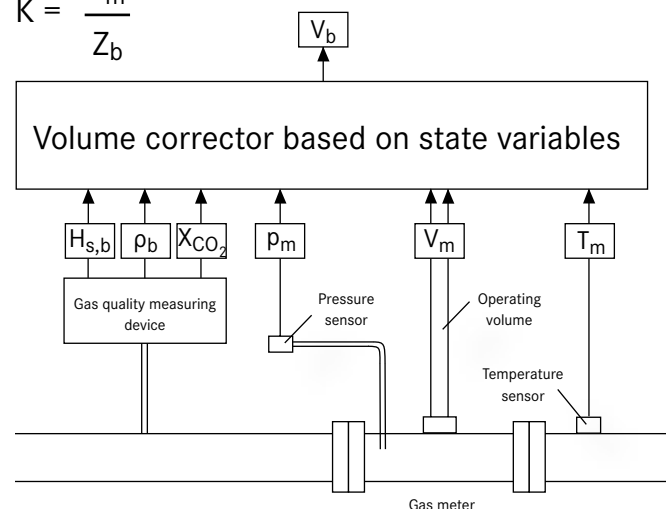 K =
Z_b
V_b
Volume corrector based on state variables
H_s,b ρ_b X_CO₂ p_m V_m T_m
Gas quality measuring
device
Pressure
sensor
Operating
volume
Temperature
sensor
Gas meter